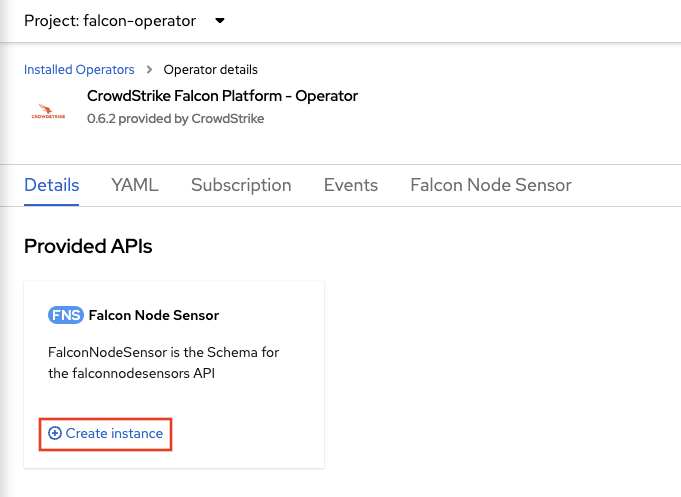 Project: falcon-operator
Installed Operators > Operator details
CrowdStrike Falcon Platform - Operator
CROWDSTRIKE
0.6.2 provided by CrowdStrike
Details YAML Subscription Events Falcon Node Sensor
Provided APIs
FNS Falcon Node Sensor
FalconNodeSensor is the Schema for
the falconnodesensors API
Create instance